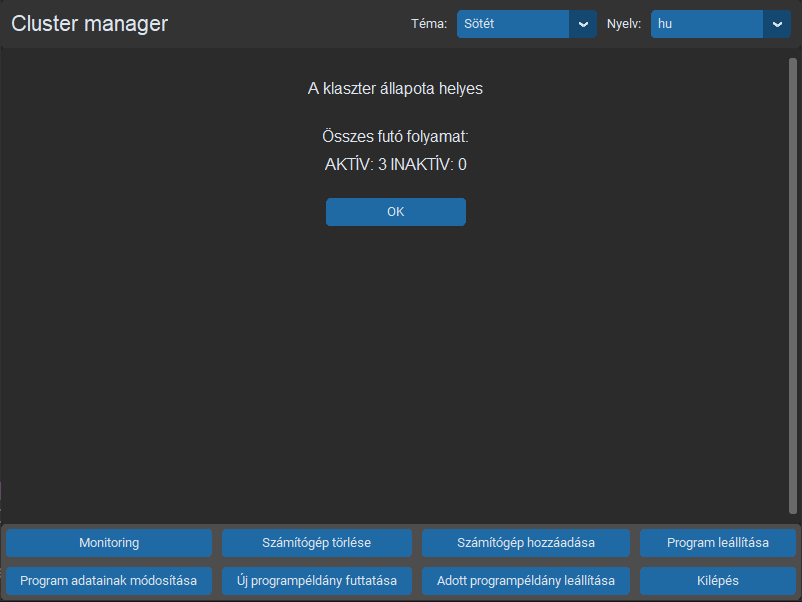 Cluster manager
Téma: Sötét Nyelv: hu
A klaszter állapota helyes
Összes futó folyamat:
AKTÍV: 3 INAKTÍV: 0
OK
Monitoring Számítógép törlése Számítógép hozzáadása Program leállítása
Program adatainak módosítása Új programpéldány futtatása Adott programpéldány leállítása Kilépés